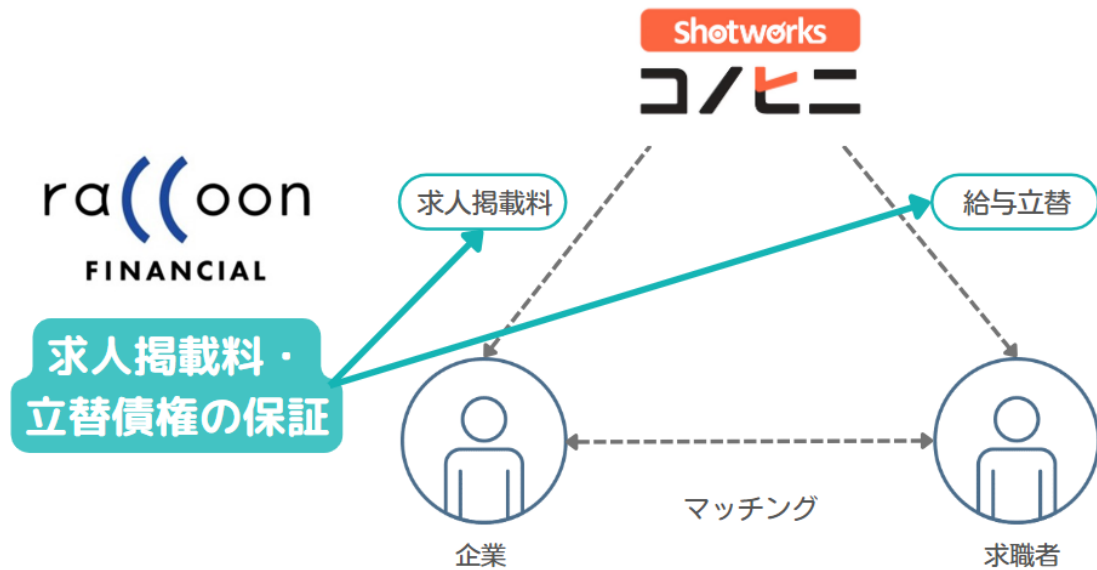 Shotworks
コノヒニ
raccoon
FINANCIAL
求人掲載料
給与立替
求人掲載料・
立替債権の保証
マッチング
企業
求職者